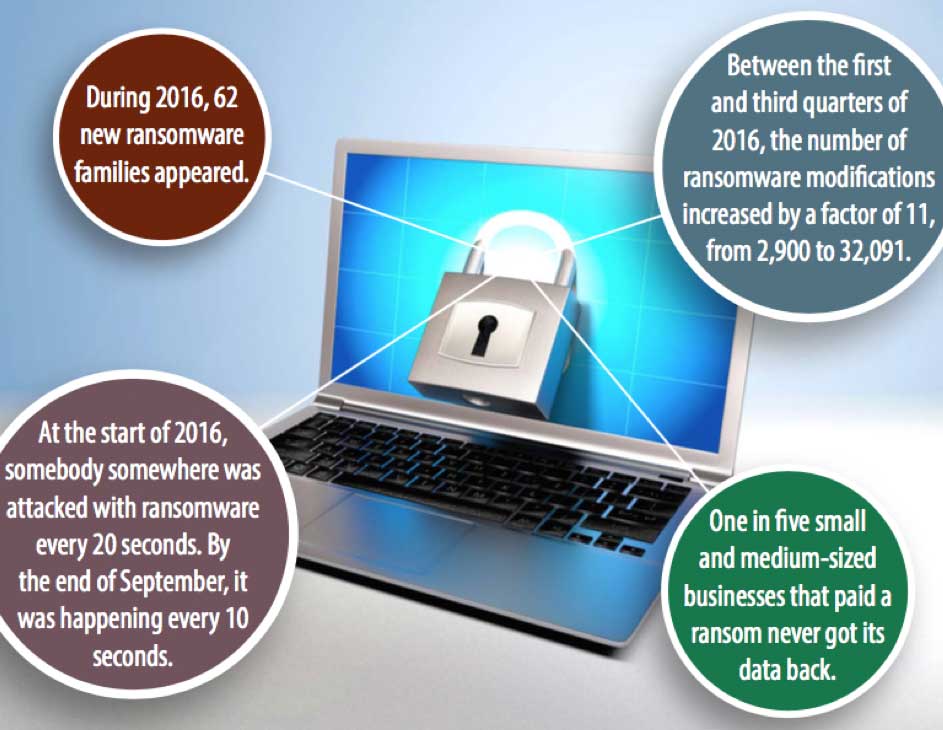 During 2016, 62
new ransomware
families appeared.
Between the first
and third quarters of
2016, the number of
ransomware modifications
increased by a factor of 11,
from 2,900 to 32,091.
At the start of 2016,
somebody somewhere was
attacked with ransomware
every 20 seconds. By
the end of September, it
was happening every 10
seconds.
One in five small
and medium-sized
businesses that paid a
ransom never got its
data back.